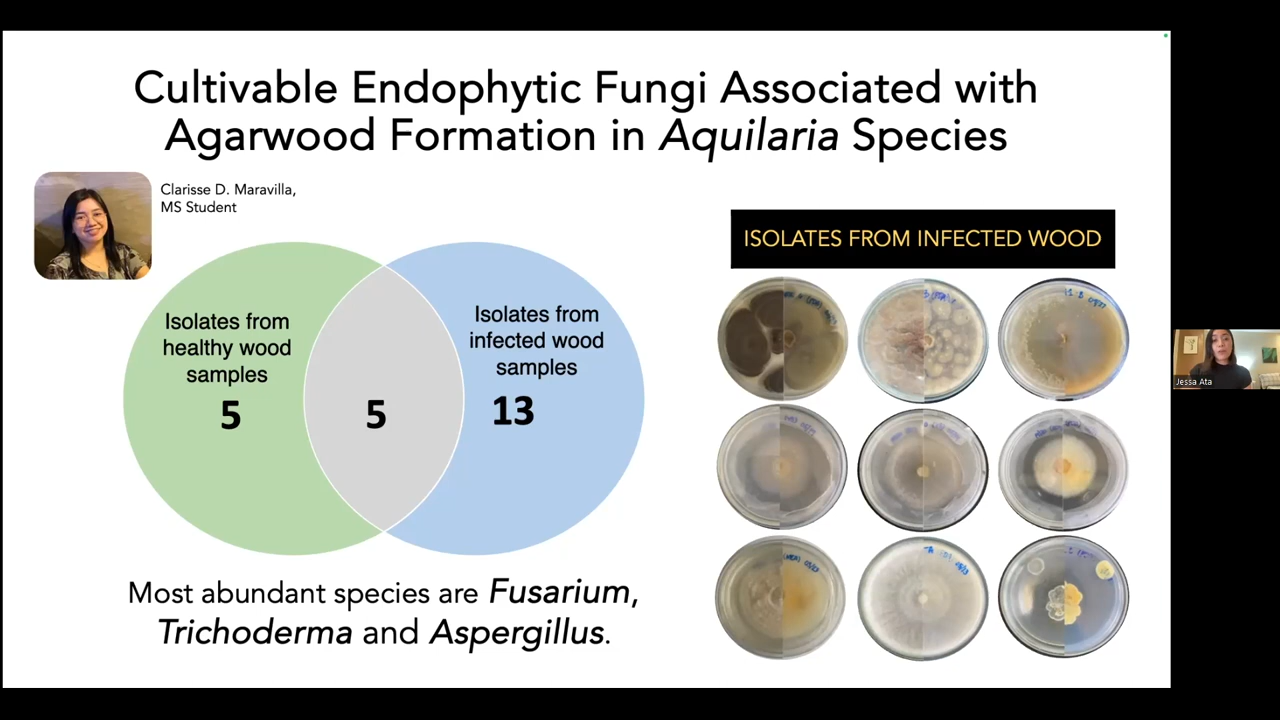 Cultivable Endophytic Fungi Associated with
Agarwood Formation in Aquilaria Species
Clarisse D. Maravilla,
MS Student
ISOLATES FROM INFECTED WOOD
Isolates from
healthy wood
samples
5
5
Isolates from
infected wood
samples
13
Most abundant species are Fusarium,
Trichoderma and Aspergillus.
Jessa Ata